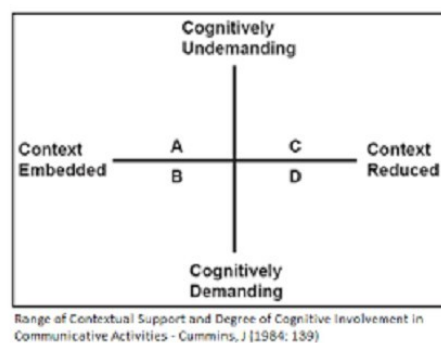 Cognitively
Undemanding
Context
Embedded
A
C
Context
Reduced
B
D
Cognitively
Demanding
Range of Contextual Support and Degree of Cognitive Involvement in
Communicative Activities - Cummins, J (1984: 139)